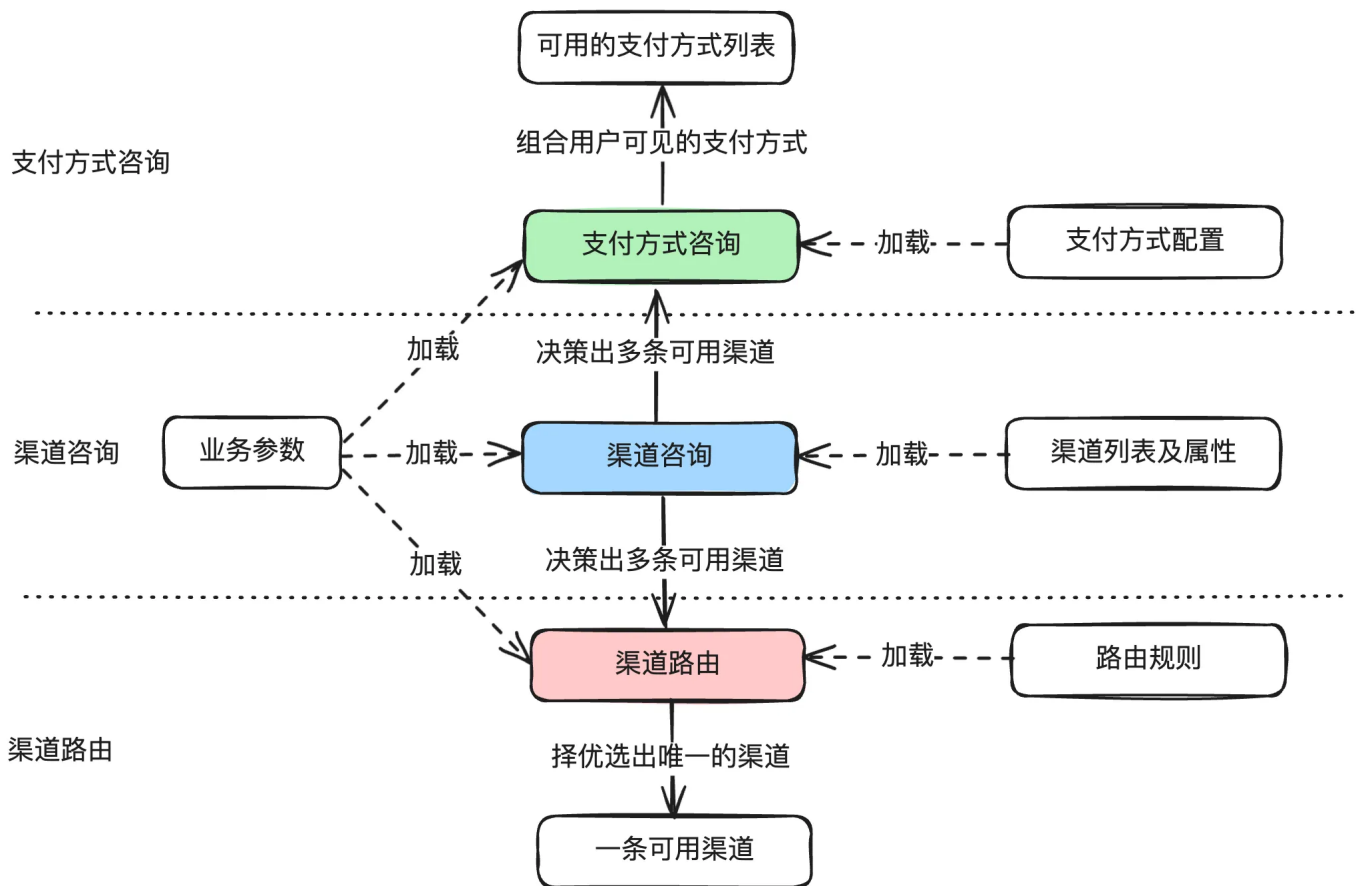 可用的支付方式列表
组合用户可见的支付方式
支付方式咨询
支付方式咨询
加载
支付方式配置
加载
决策出多条可用渠道
渠道咨询
业务参数
加载
渠道咨询
加载
渠道列表及属性
加载
决策出多条可用渠道
渠道路由
加载
路由规则
渠道路由
择优选出唯一的渠道
一条可用渠道